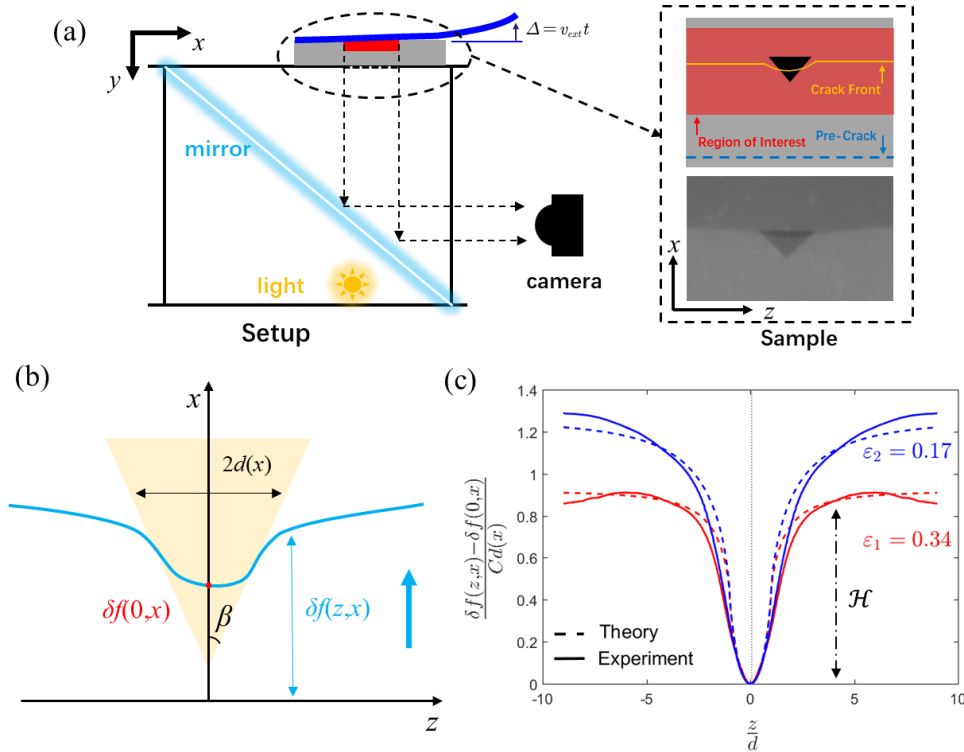 (a)
x
y
Δ = v_ext t
mirror
light
camera
Setup
Crack Front
Region of Interest
Pre-Crack
x
z
Sample
(b)
x
2d(x)
δf(0,x)
β
δf(z,x)
z
(c)
δf(z,x)−δf(0,x)
Cd(x)
1.4
1.2
1
0.8
0.6
0.4
0.2
0
ε₂ = 0.17
ε₁ = 0.34
ℋ
Theory
Experiment
-10
-5
0
5
10
z
d